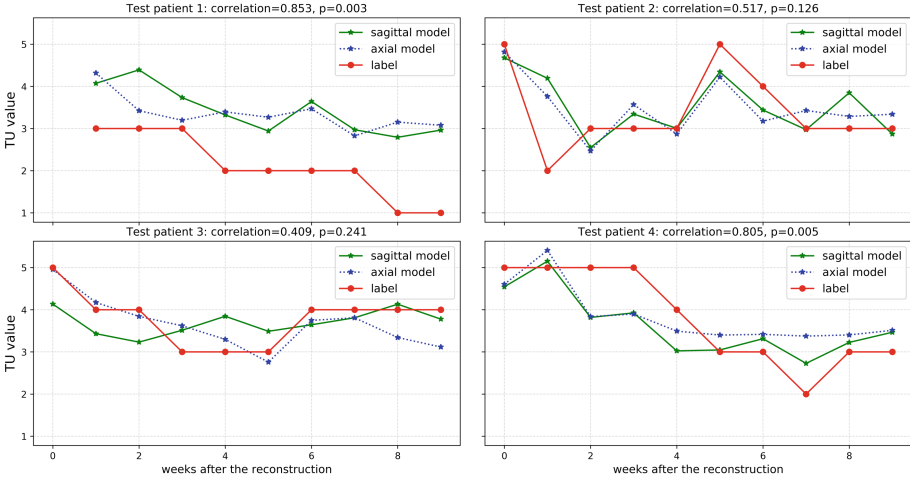 Test patient 1: correlation=0.853, p=0.003
TU value
5
4
3
2
1
sagittal model
axial model
label
Test patient 2: correlation=0.517, p=0.126
sagittal model
axial model
label
Test patient 3: correlation=0.409, p=0.241
TU value
5
4
3
2
1
0 2 4 6 8
weeks after the reconstruction
sagittal model
axial model
label
Test patient 4: correlation=0.805, p=0.005
sagittal model
axial model
label
0 2 4 6 8
weeks after the reconstruction